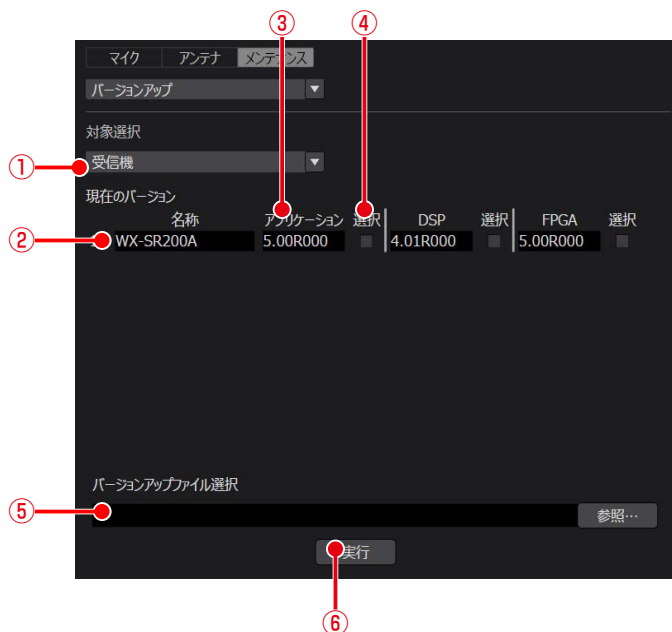 ③ ④
マイク アンテナ メンテナンス
バージョンアップ
対象選択
① 受信機
現在のバージョン
名称 アプリケーション 選択 DSP 選択 FPGA 選択
② WX-SR200A 5.00R000 4.01R000 5.00R000
バージョンアップファイル選択
⑤ 参照…
実行
⑥